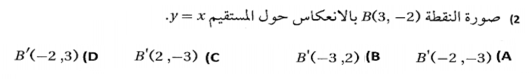 2) صورة النقطة B(3, −2) بالانعكاس حول المستقيم y = x.
A) B'(−2 ,−3)   B) B'(−3 ,2)   C) B'(2 ,−3)   D) B'(−2 ,3)